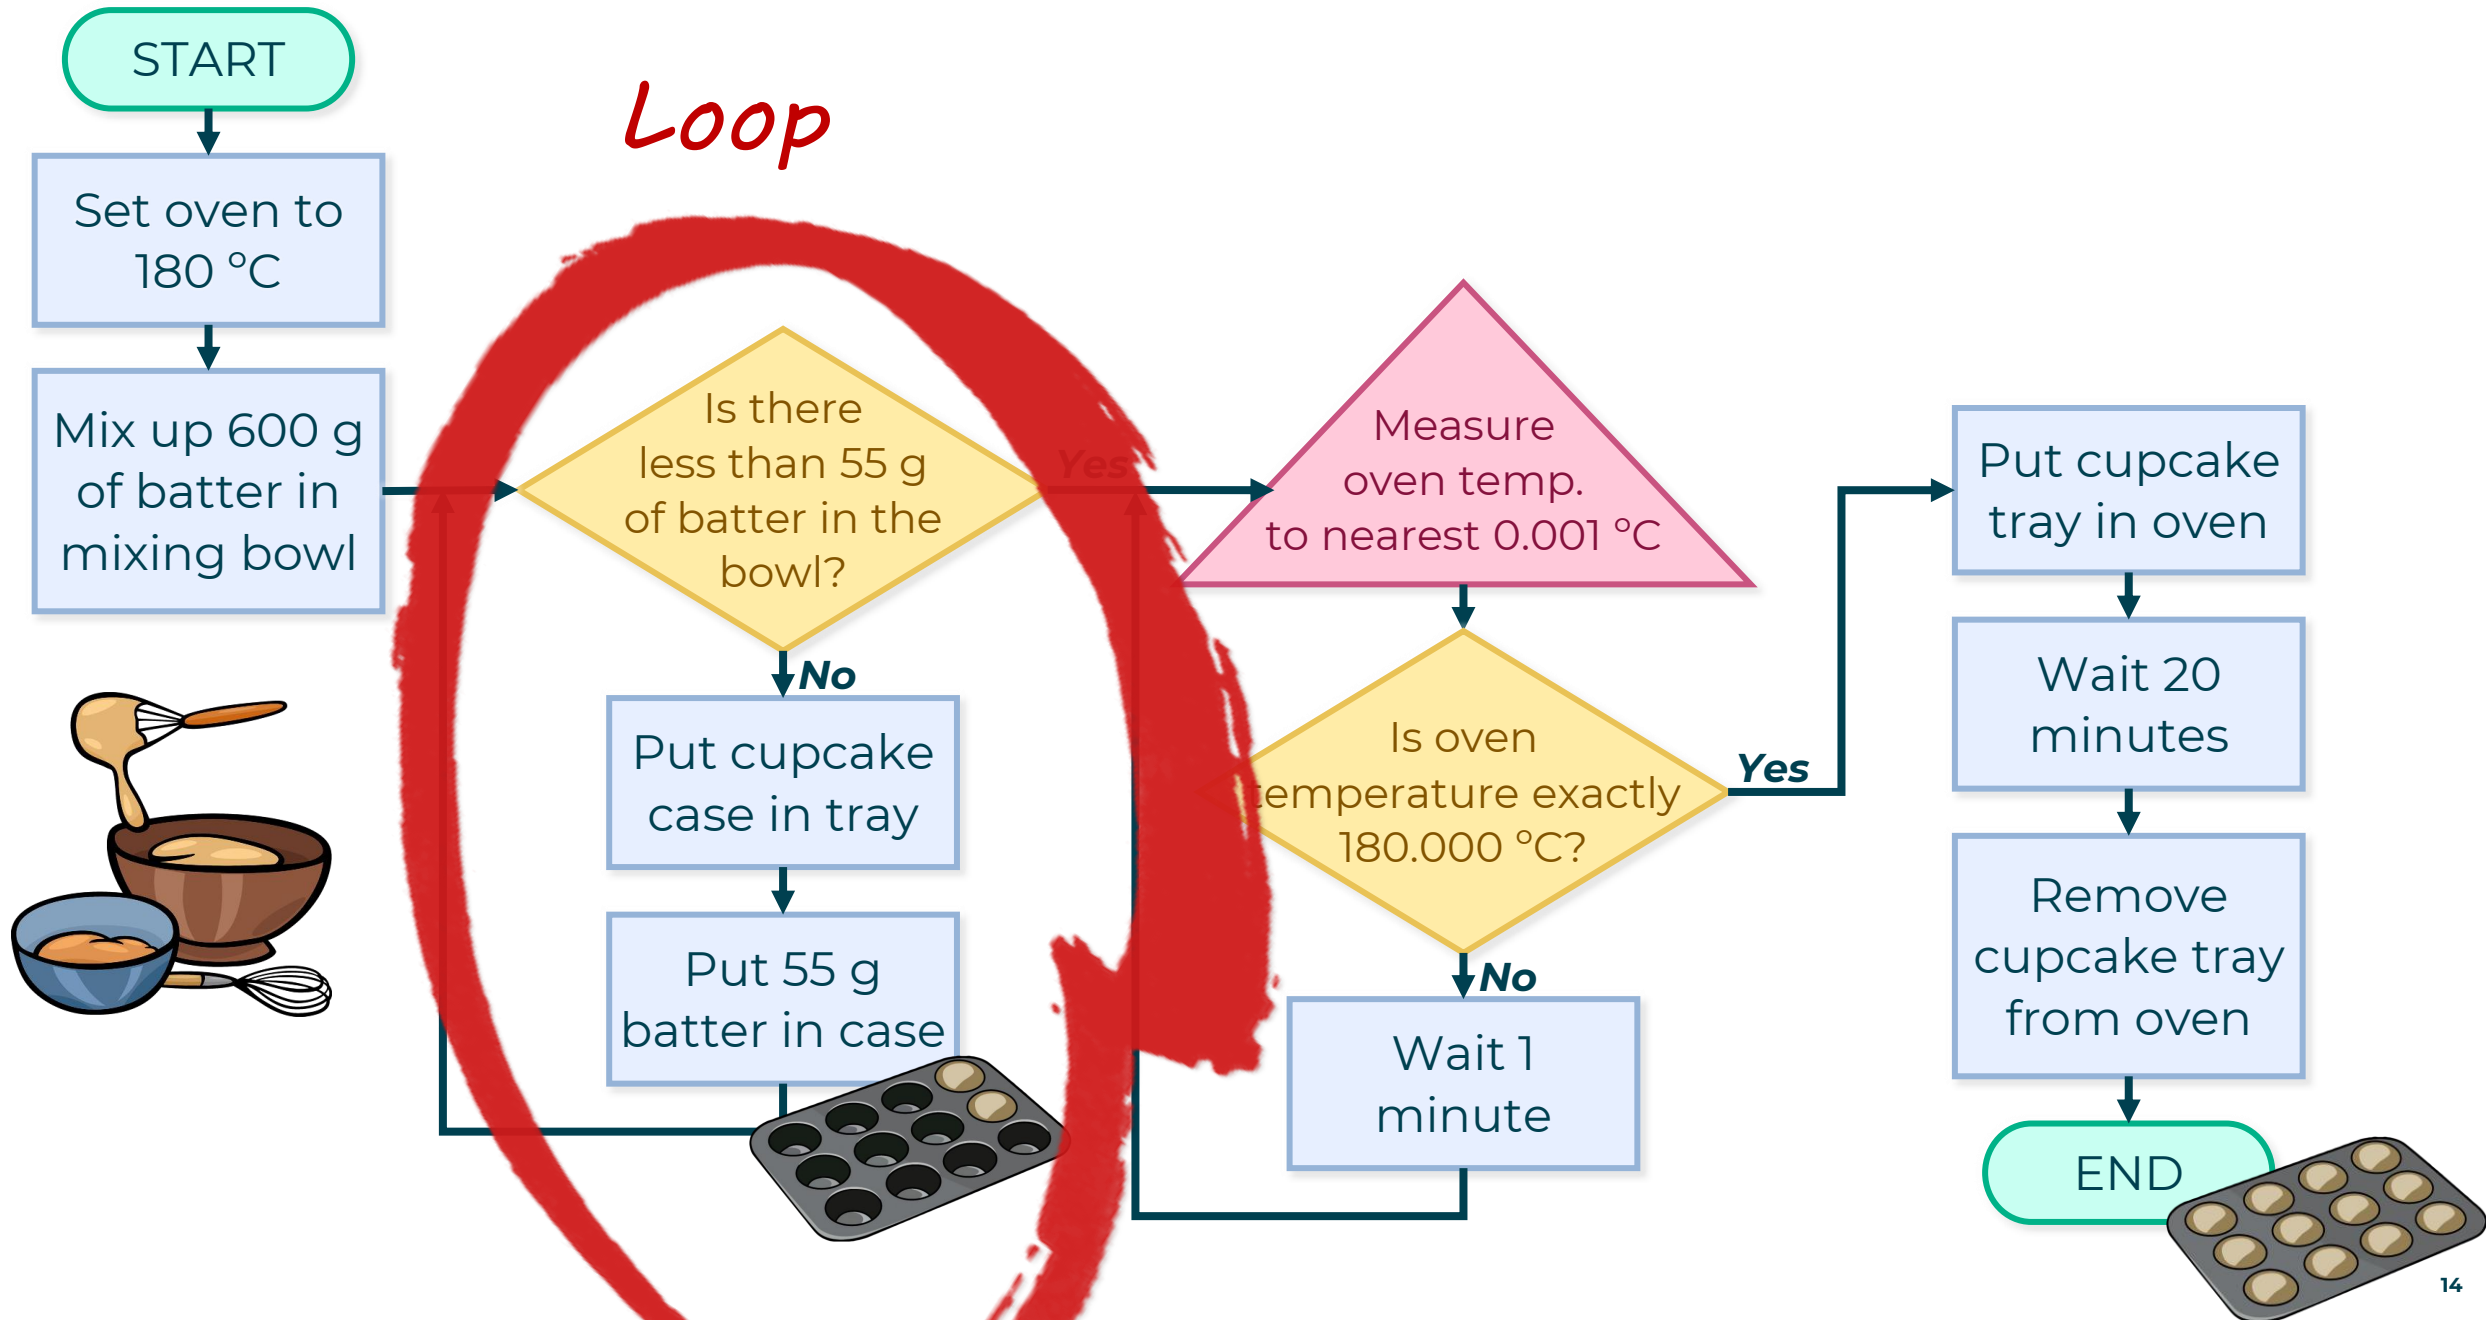 START
Set oven to
180 °C
Mix up 600 g
of batter in
mixing bowl
Loop
Is there
less than 55 g
of batter in the
bowl?
Yes
No
Put cupcake
case in tray
Put 55 g
batter in case
Measure
oven temp.
to nearest 0.001 °C
Is oven
temperature exactly
180.000 °C?
Yes
No
Wait 1
minute
Put cupcake
tray in oven
Wait 20
minutes
Remove
cupcake tray
from oven
END
14